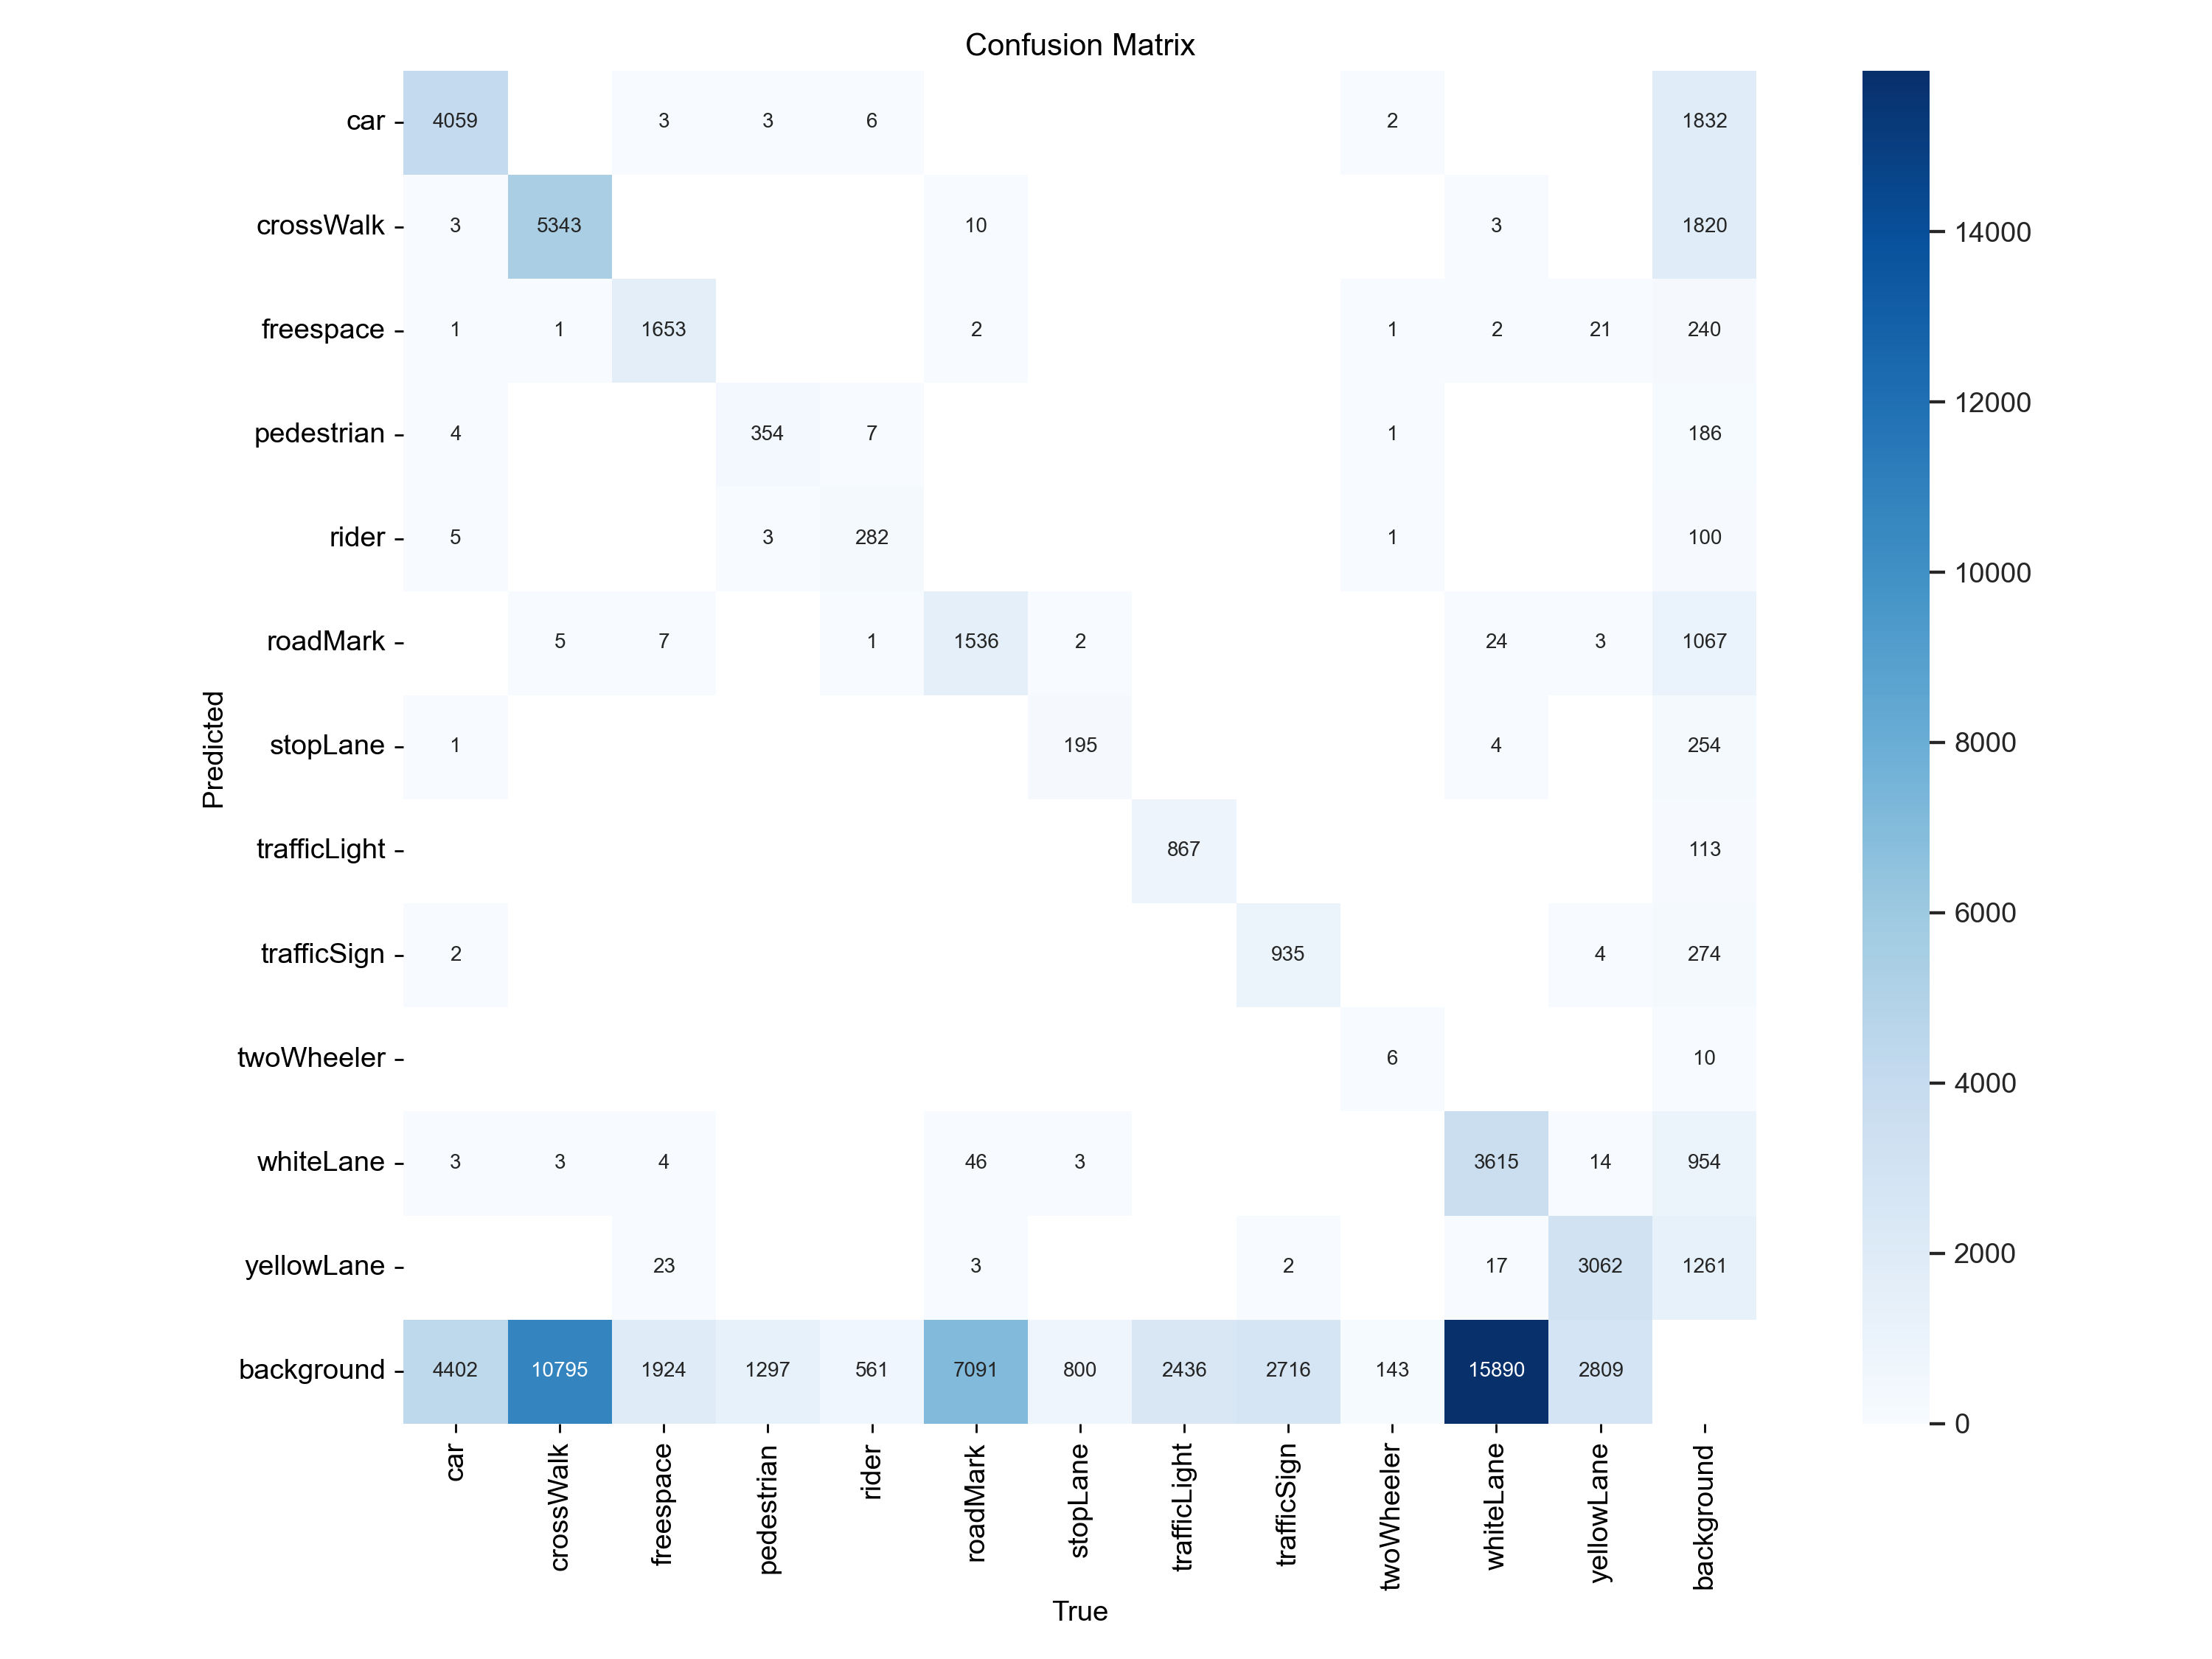 Confusion Matrix
car 4059 3 3 6 2 1832
crossWalk 3 5343 10 3 1820
14000
freespace 1 1 1653 2 1 2 21 240
12000
pedestrian 4 354 7 1 186
rider 5 3 282 1 100
10000
roadMark 5 7 1 1536 2 24 3 1067
Predicted
stopLane 1 195 4 254
8000
trafficLight 867 113
6000
trafficSign 2 935 4 274
twoWheeler 6 10
4000
whiteLane 3 3 4 46 3 3615 14 954
yellowLane 23 3 2 17 3062 1261
2000
background 4402 10795 1924 1297 561 7091 800 2436 2716 143 15890 2809
0
car crossWalk freespace pedestrian rider roadMark stopLane trafficLight trafficSign twoWheeler whiteLane yellowLane background
True